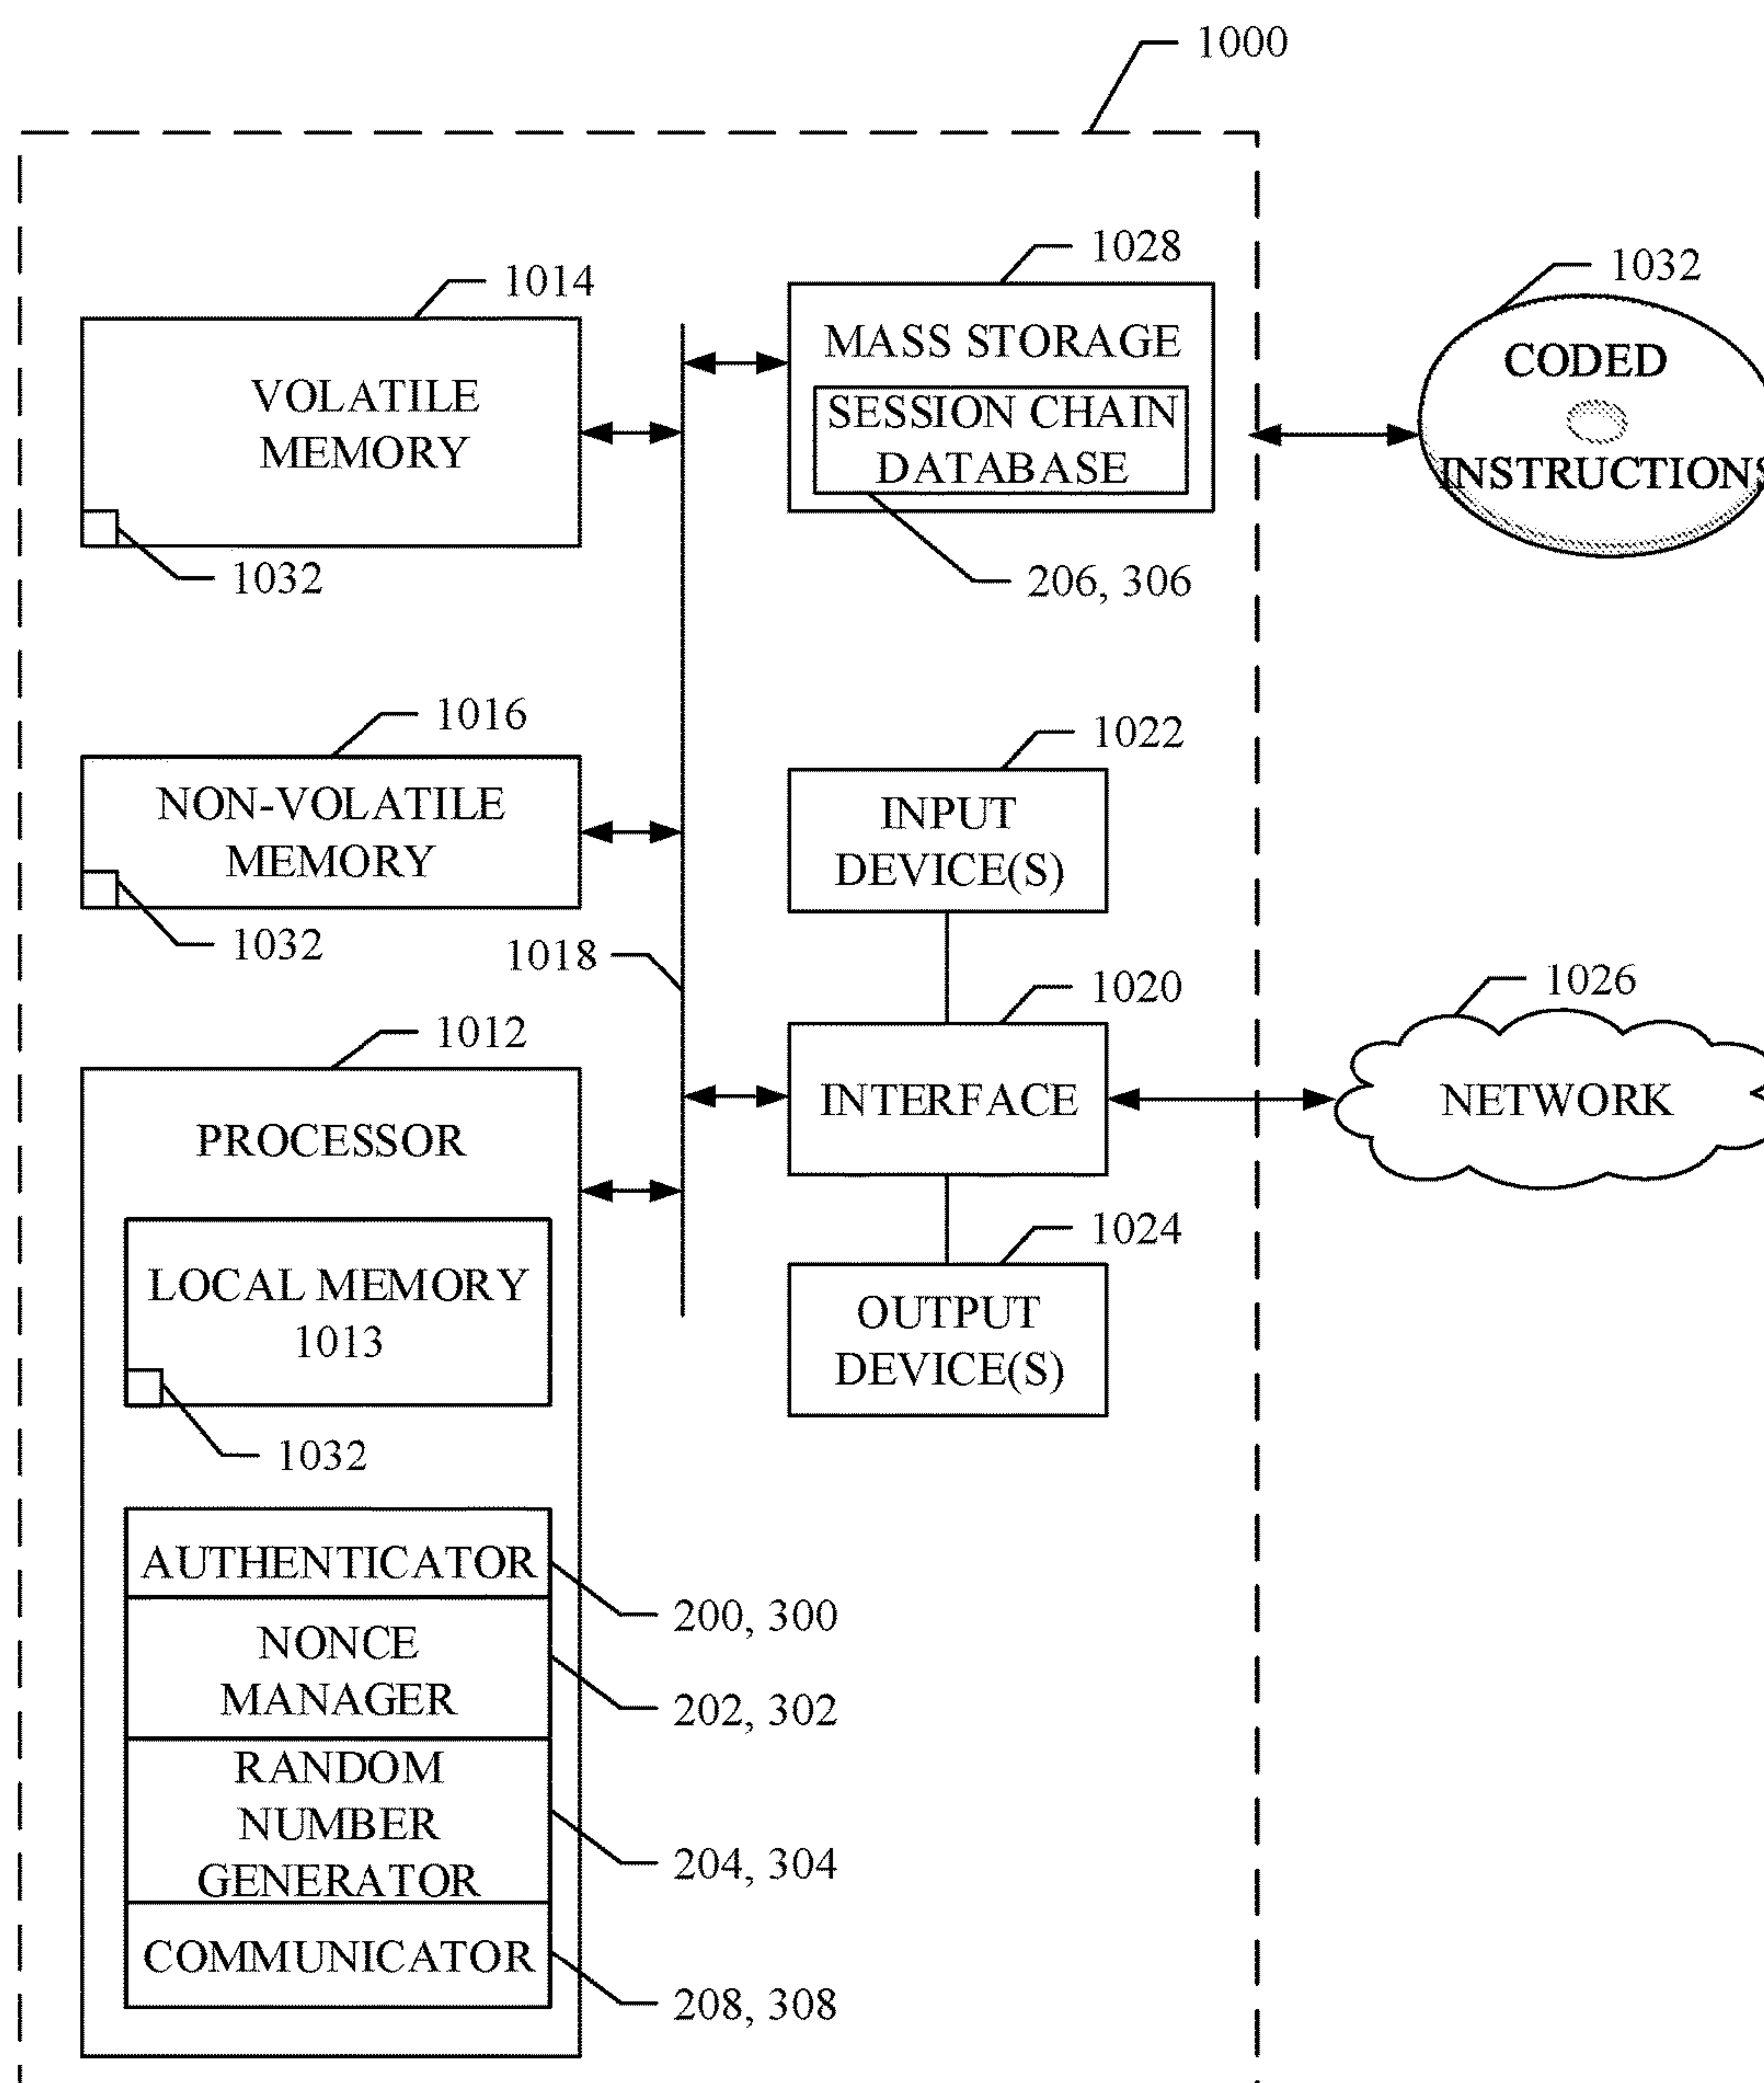 1000
1014
VOLATILE
MEMORY
1032
1028
MASS STORAGE
SESSION CHAIN
DATABASE
206, 306
1032
CODED
INSTRUCTIONS
1016
NON-VOLATILE
MEMORY
1032
1018
1022
INPUT
DEVICE(S)
1020
INTERFACE
1026
NETWORK
1024
OUTPUT
DEVICE(S)
1012
PROCESSOR
LOCAL MEMORY
1013
1032
AUTHENTICATOR
200, 300
NONCE
MANAGER
202, 302
RANDOM
NUMBER
GENERATOR
204, 304
COMMUNICATOR
208, 308